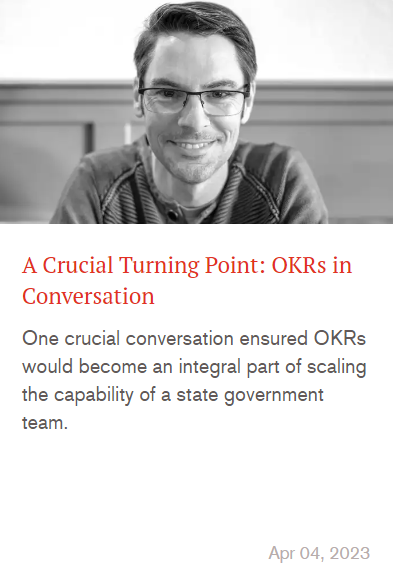 A Crucial Turning Point: OKRs in
Conversation
One crucial conversation ensured OKRs
would become an integral part of scaling
the capability of a state government
team.
Apr 04, 2023